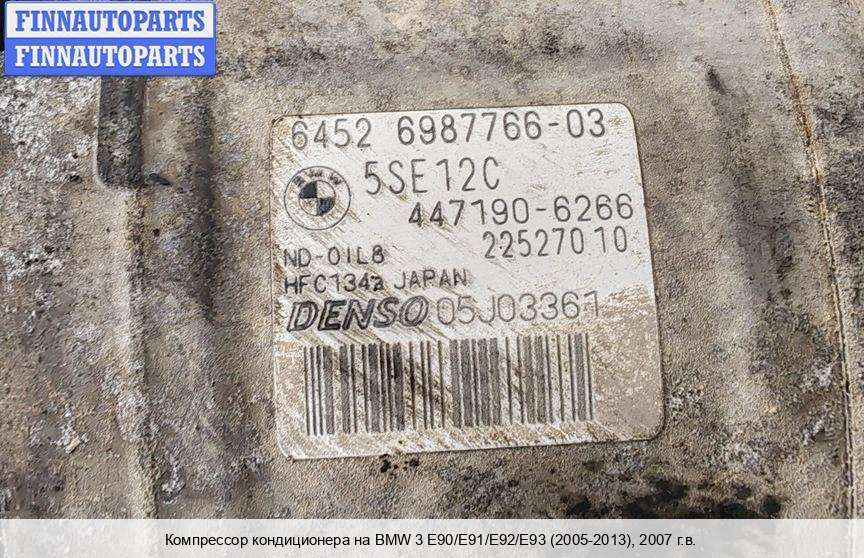 FINNAUTOPARTS
FINNAUTOPARTS
6452 6987766-03
BMW
5SE12C
447190-6266
22527010
ND-OIL8
HFC134a JAPAN
DENSO 05J03361
Компрессор кондиционера на BMW 3 E90/E91/E92/E93 (2005-2013), 2007 г.в.